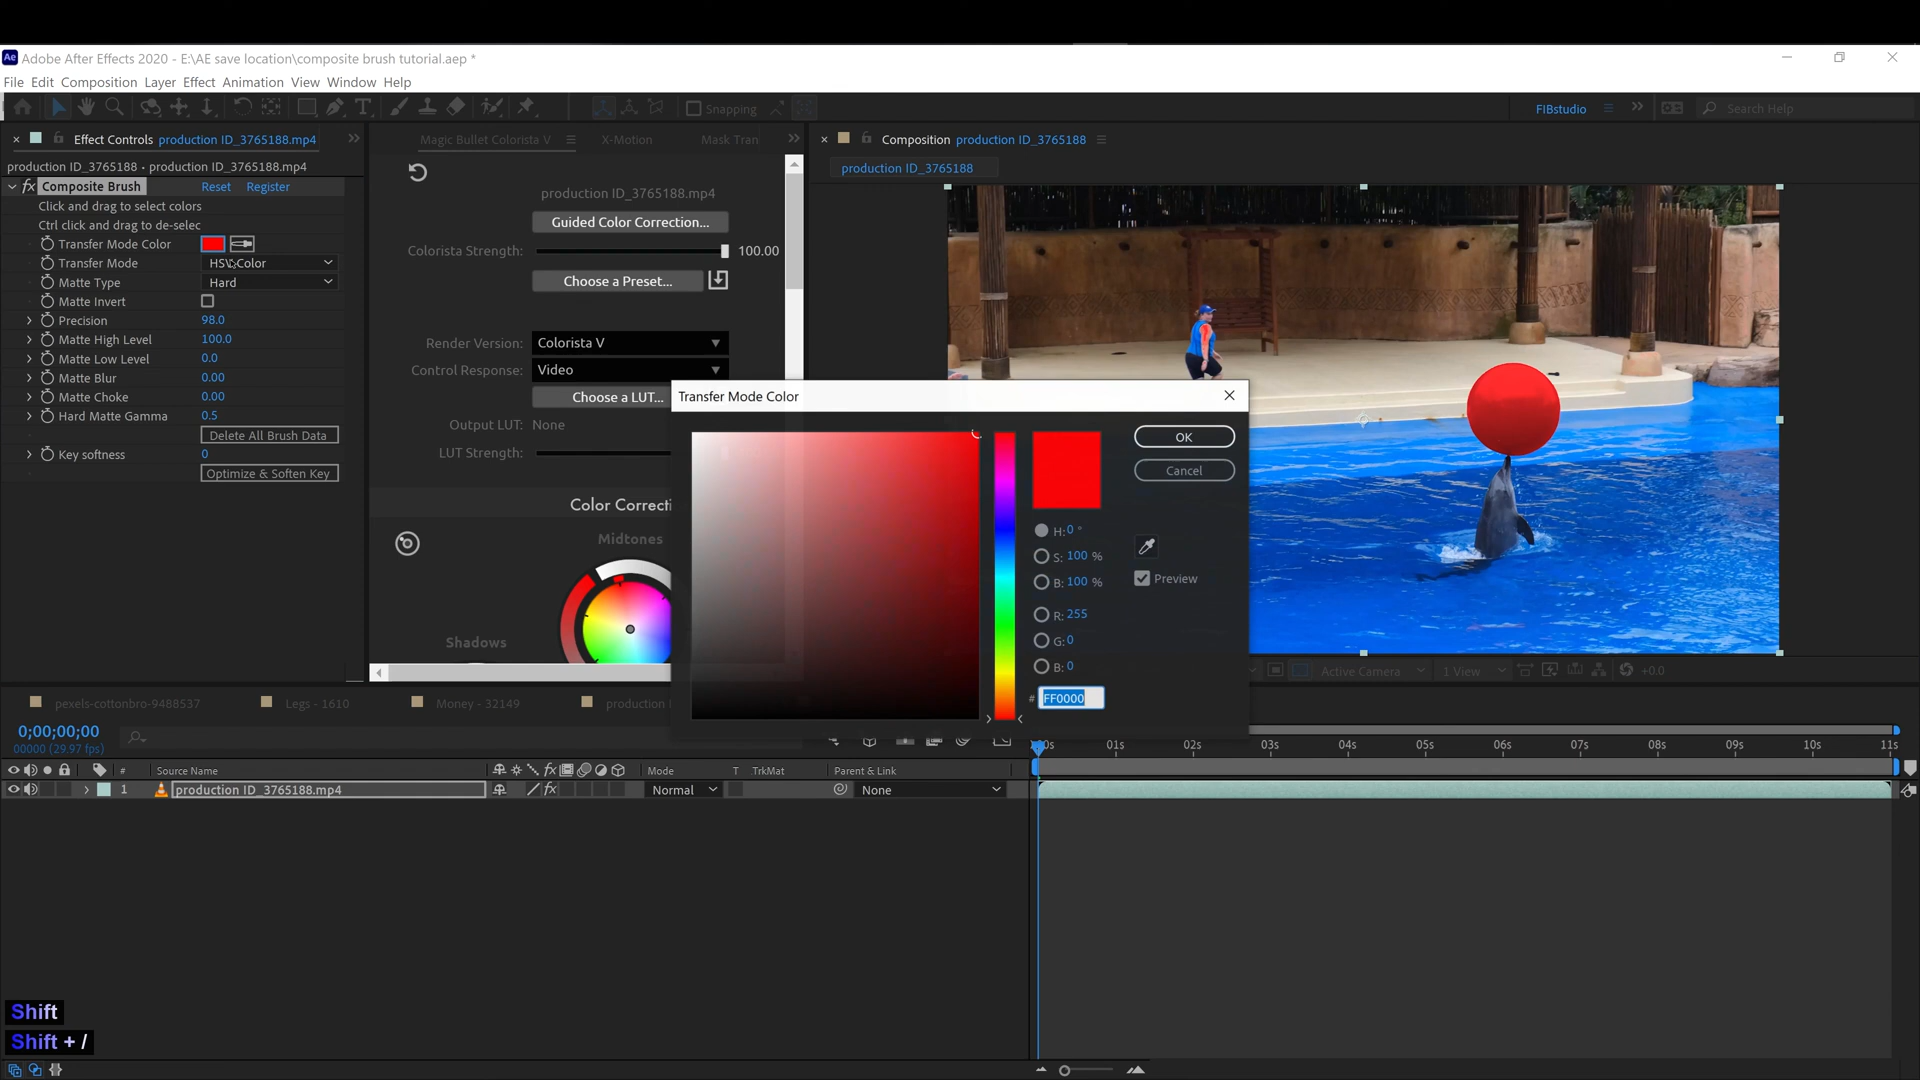 Ae Adobe After Effects 2020 - E:\AE save location\composite brush tutorial.aep *
File Edit Composition Layer Effect Animation View Window Help
Snapping
FIBstudio
Search Help
Effect Controls production ID_3765188.mp4
Magic Bullet Colorista V
X-Motion
Mask Tran
Composition production ID_3765188
production ID_3765188 • production ID_3765188.mp4
production ID_3765188
fx Composite Brush Reset Register
Click and drag to select colors
Ctrl click and drag to de-selec
Transfer Mode Color
Transfer Mode HSV Color
Matte Type Hard
Matte Invert
Precision 98.0
Matte High Level 100.0
Matte Low Level 0.0
Matte Blur 0.00
Matte Choke 0.00
Hard Matte Gamma 0.5
Delete All Brush Data
Key softness 0
Optimize & Soften Key
production ID_3765188.mp4
Guided Color Correction...
Colorista Strength: 100.00
Choose a Preset...
Render Version: Colorista V
Control Response: Video
Choose a LUT...
Output LUT: None
LUT Strength:
Color Correcti
Midtones
Shadows
Transfer Mode Color
OK
Cancel
H: 0 °
S: 100 %
B: 100 %
Preview
R: 255
G: 0
B: 0
# FF0000
Active Camera
1 View
+0.0
pexels-cottonbro-9488537
Legs - 1610
Money - 32149
production
0;00;00;00
00000 (29.97 fps)
:00s 01s 02s 03s 04s 05s 06s 07s 08s 09s 10s 11s
# Source Name fx Mode T .TrkMat Parent & Link
1 production ID_3765188.mp4 fx Normal None
Shift
Shift + /